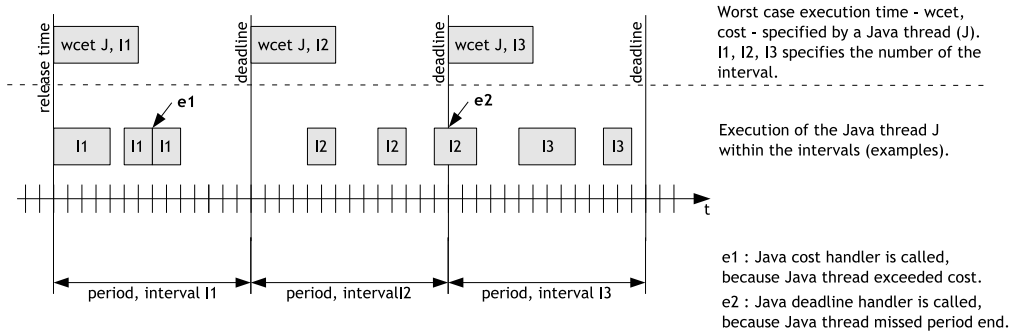 release time
wcet J, I1
deadline
wcet J, I2
deadline
wcet J, I3
deadline
Worst case execution time - wcet,
cost - specified by a Java thread (J).
I1, I2, I3 specifies the number of the
interval.
e1
e2
I1
I1
I1
I2
I2
I2
I3
I3
Execution of the Java thread J
within the intervals (examples).
t
period, interval I1
period, intervalI2
period, interval I3
e1 : Java cost handler is called,
because Java thread exceeded cost.
e2 : Java deadline handler is called,
because Java thread missed period end.